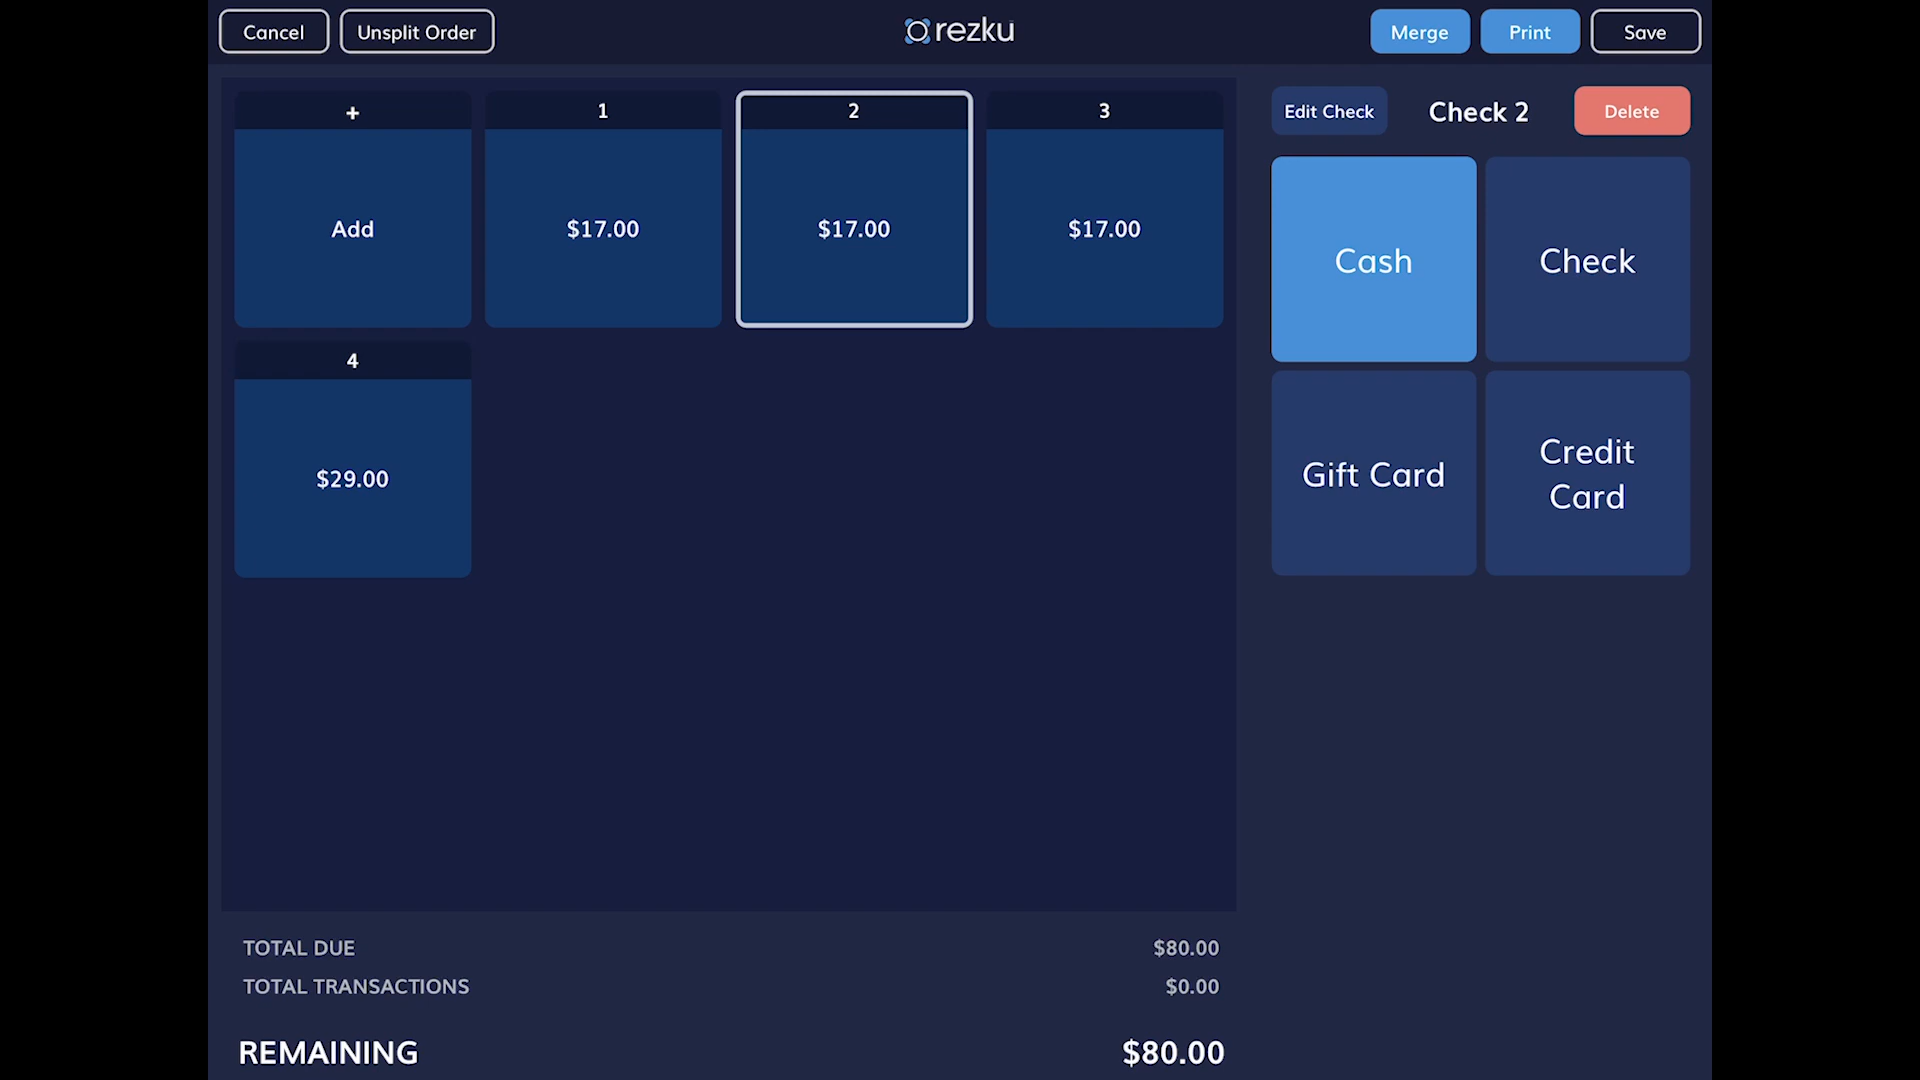 Cancel
Unsplit Order
rezku
Merge
Print
Save
+
1
2
3
Add
$17.00
$17.00
$17.00
4
$29.00
Edit Check
Check 2
Delete
Cash
Check
Gift Card
Credit
Card
TOTAL DUE $80.00
TOTAL TRANSACTIONS $0.00
REMAINING $80.00